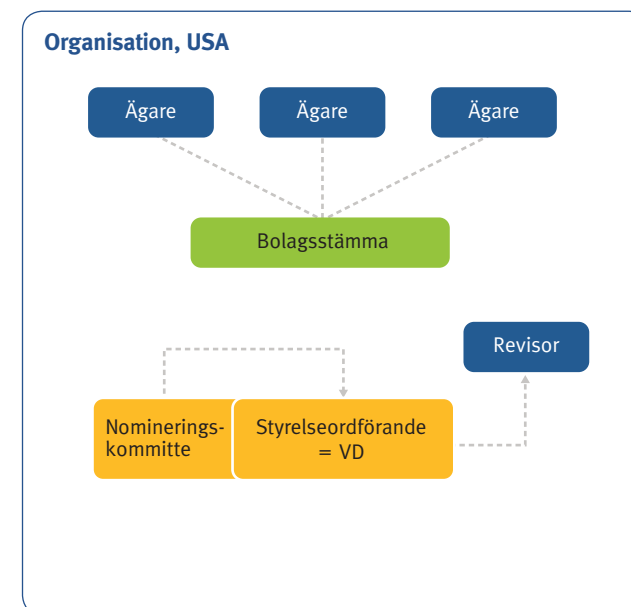 Organisation, USA
Ägare
Ägare
Ägare
Bolagsstämma
Revisor
Nominerings-
kommitte
Styrelseordförande
= VD